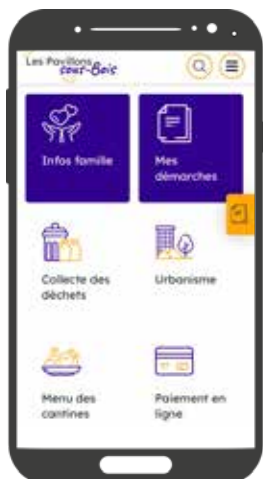 Les Pavillons
sous-Bois
Infos famille
Mes
démarches
Collecte des
déchets
Urbanisme
Menu des
cantines
Paiement en
ligne